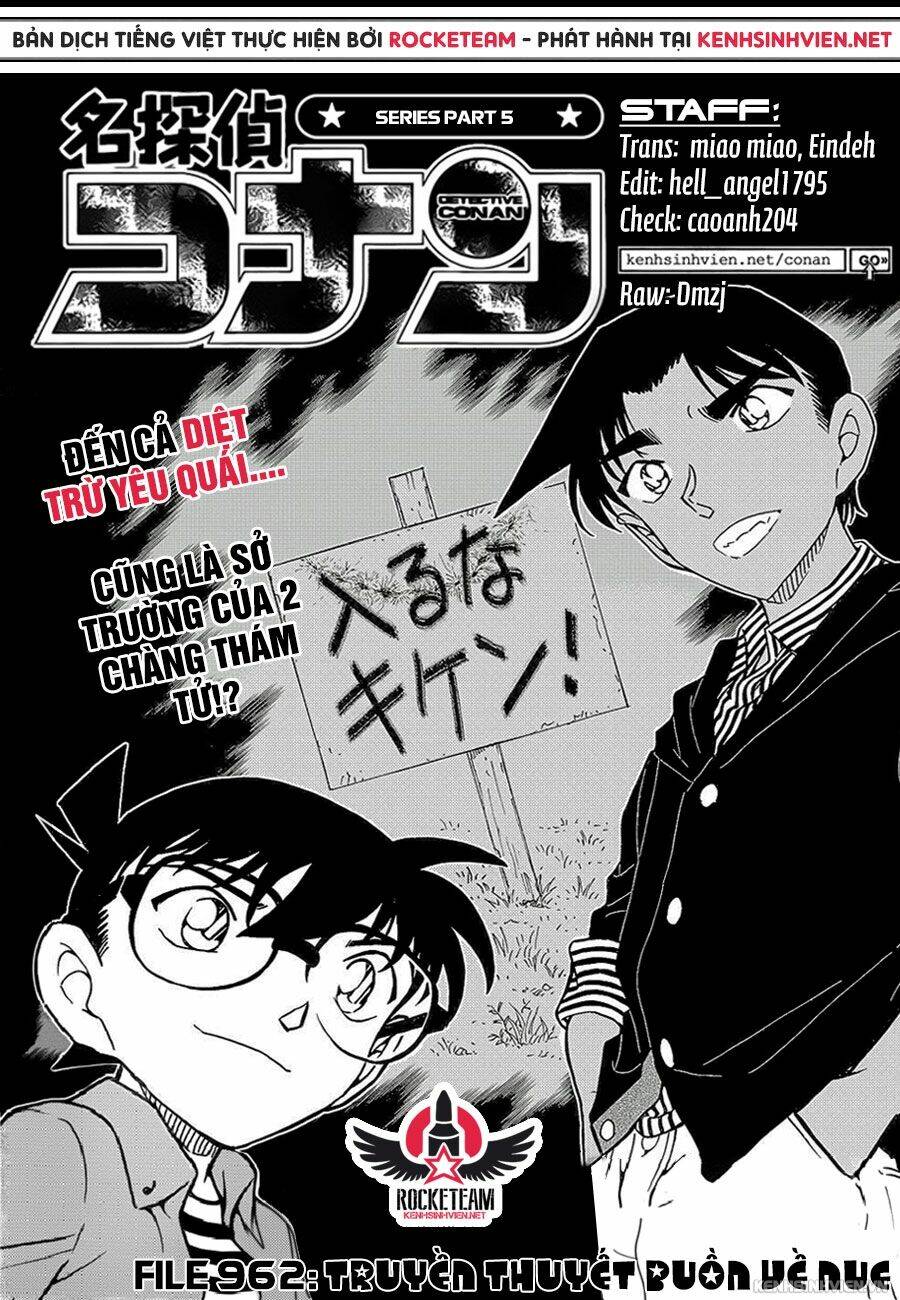 BẢN DỊCH TIẾNG VIỆT THỰC HIỆN BỞI ROCKETEAM - PHÁT HÀNH TẠI KENHSINHVIEN.NET
名探偵
SERIES PART 5
コナン
DETECTIVE
CONAN
STAFF:
Trans: miao miao, Eindeh
Edit: hell_angel1795
Check: caoanh204
kenhsinhvien.net/conan GO»
Raw: Dmzj
ĐẾN CẢ DIỆT
TRỪ YÊU QUÁI....
CŨNG LÀ SỞ
TRƯỜNG CỦA 2
CHÀNG THÁM
TỬ!?
入るな
キケン!
ROCKETEAM
KENHSINHVIEN.NET
FILE 962: TRUYỀN THUYẾT BUỒN VỀ NUE
KENHSINHVIEN.VN